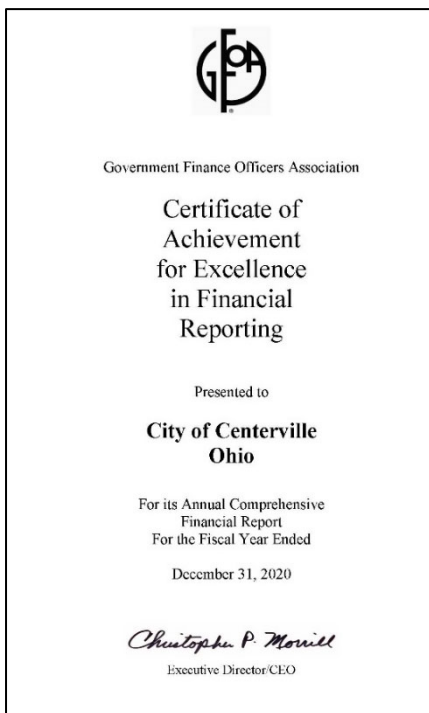 GFOA
Government Finance Officers Association
Certificate of
Achievement
for Excellence
in Financial
Reporting
Presented to
City of Centerville
Ohio
For its Annual Comprehensive
Financial Report
For the Fiscal Year Ended
December 31, 2020
Christopher P. Morrill
Executive Director/CEO